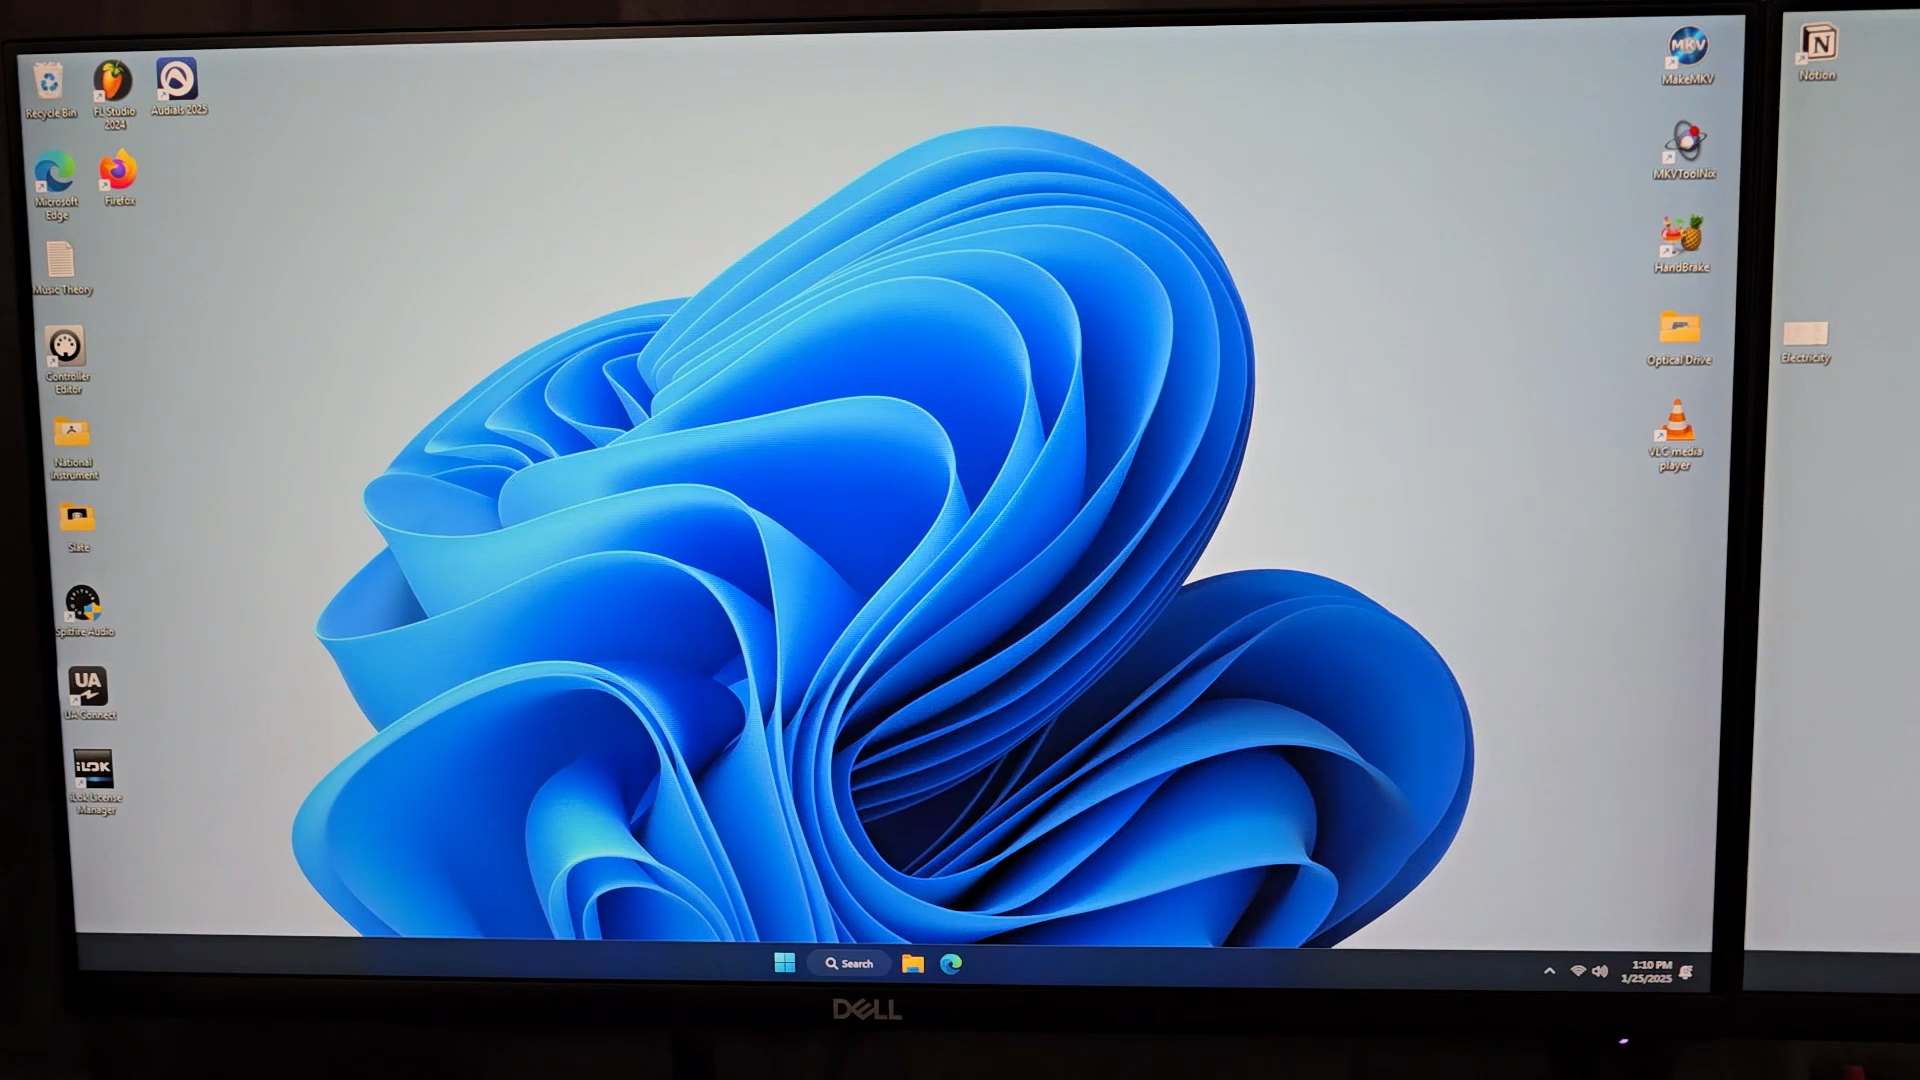 Recycle Bin
FL Studio
2024
Audials 2025
Microsoft
Edge
Firefox
Music Theory
Controller
Editor
National
Instrument
Slate
Spitfire Audio
UA
UA Connect
iLOK
iLok License
Manager
MKV
MakeMKV
MKVToolNix
HandBrake
Optical Drive
VLC media
player
N
Notion
Electricity
Search
1:10 PM
1/25/2025
DELL